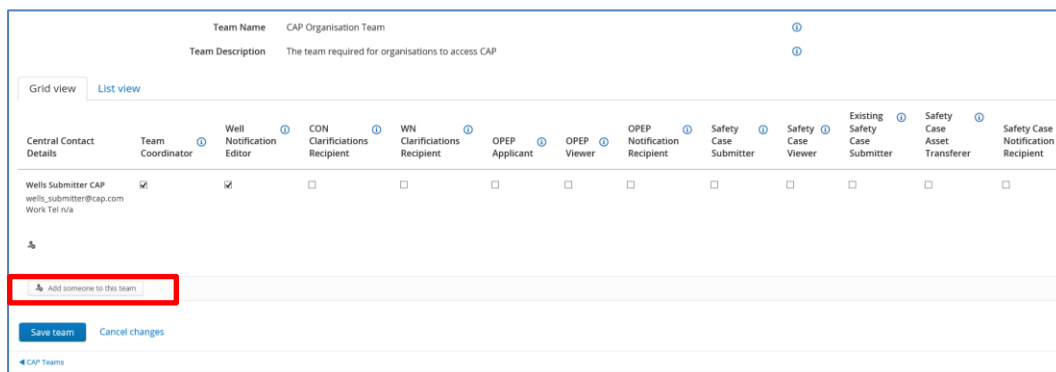 Team Name CAP Organisation Team
Team Description The team required for organisations to access CAP
Grid view List view
Central Contact Details
Team Coordinator
Well Notification Editor
CON Clarificiations Recipient
WN Clarificiations Recipient
OPEP Applicant
OPEP Viewer
OPEP Notification Recipient
Safety Case Submitter
Safety Case Viewer
Existing Safety Case Submitter
Safety Case Asset Transferer
Safety Case Notification Recipient
Wells Submitter CAP
wells_submitter@cap.com
Work Tel n/a
Add someone to this team
Save team Cancel changes
CAP Teams